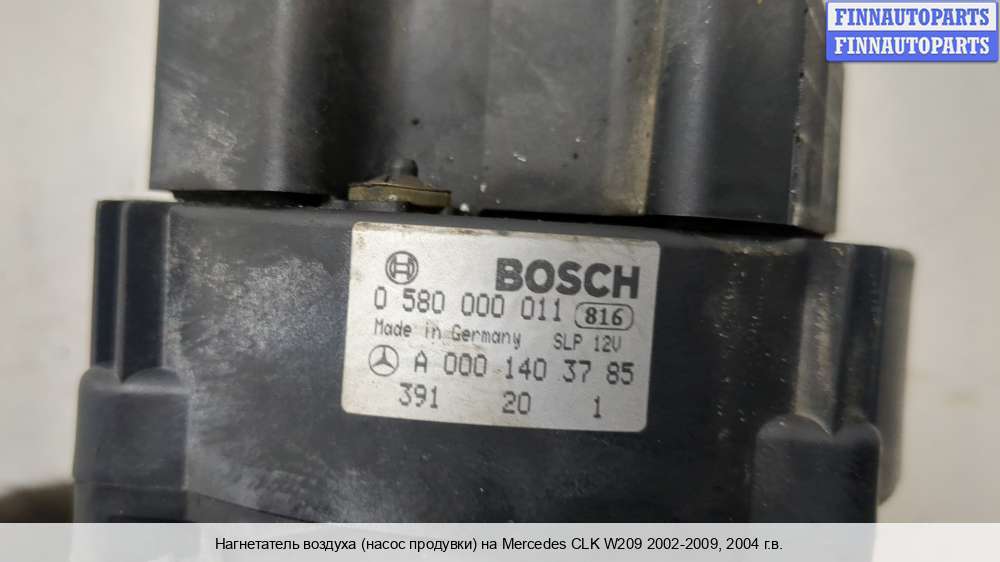 FINNAUTOPARTS
FINNAUTOPARTS
BOSCH
0 580 000 011 816
Made in Germany SLP 12V
A 000 140 37 85
391 20 1
Нагнетатель воздуха (насос продувки) на Mercedes CLK W209 2002-2009, 2004 г.в.